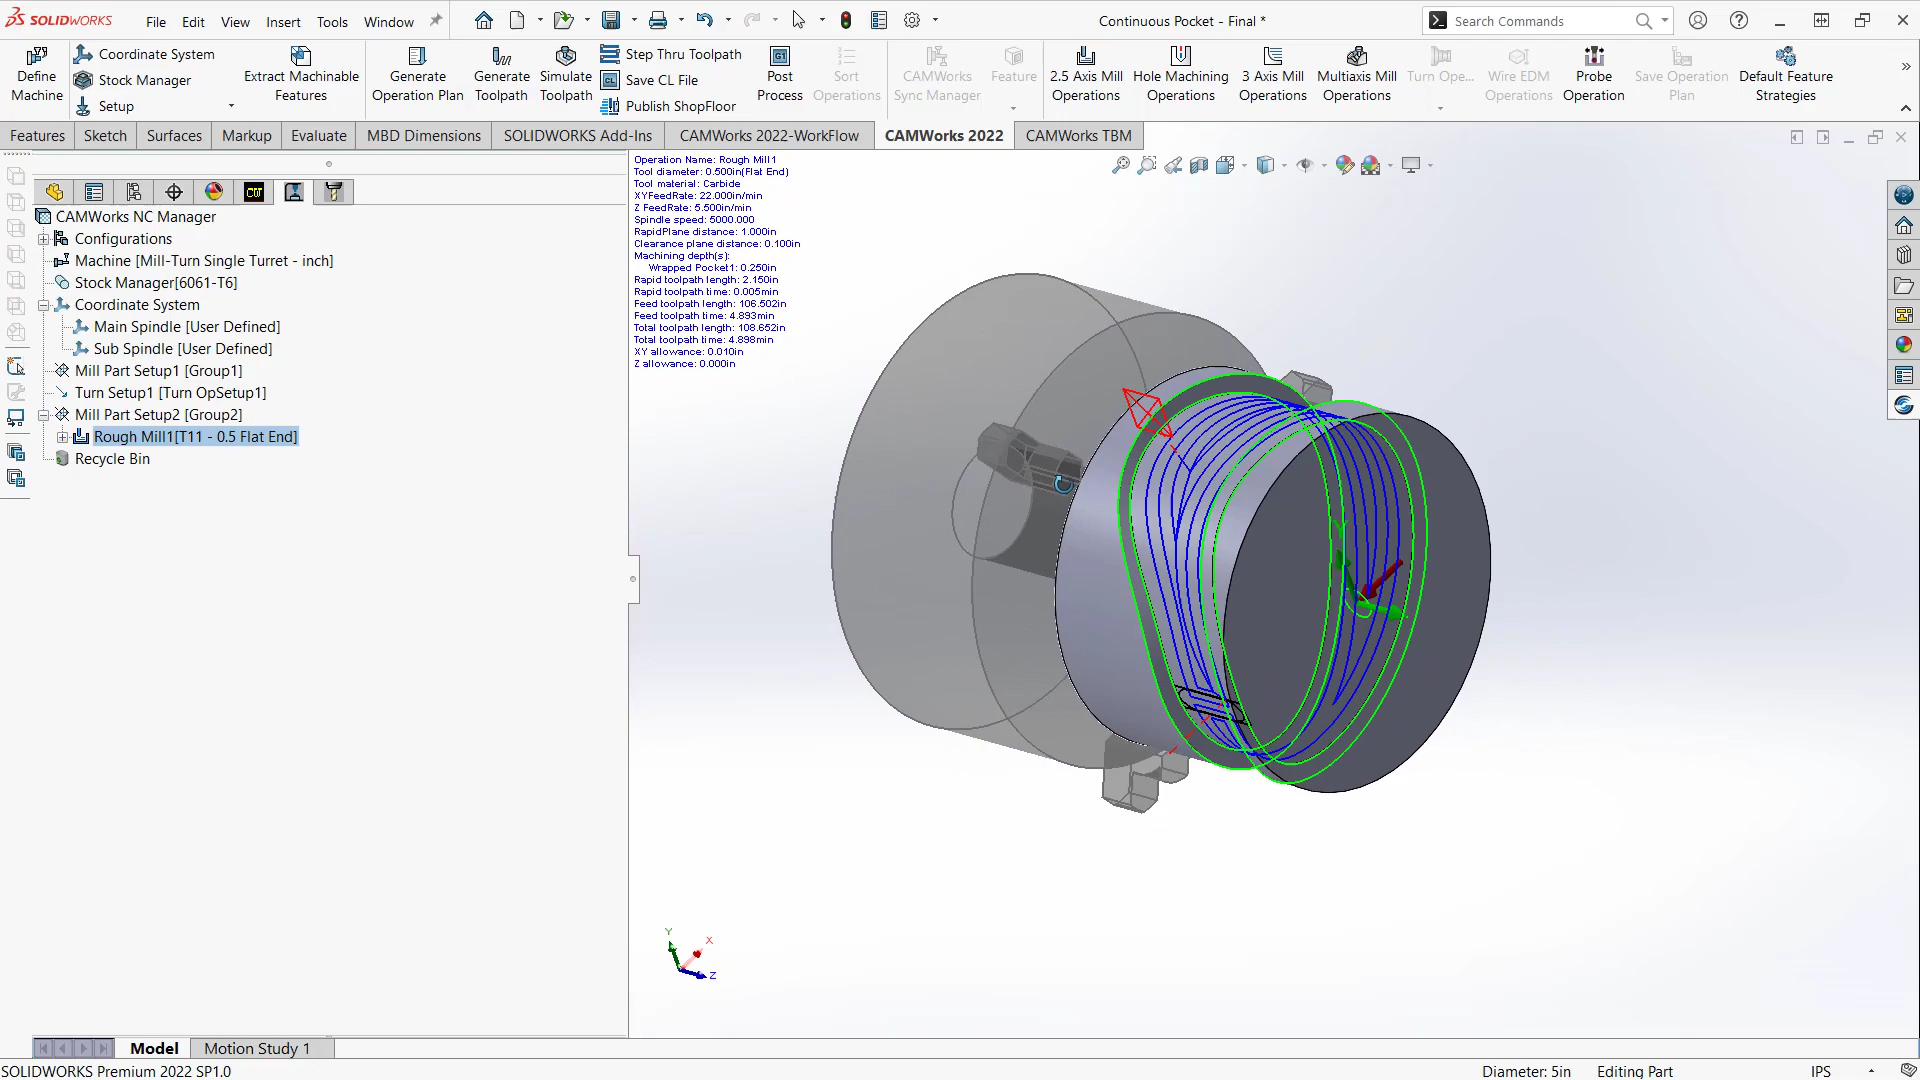 SOLIDWORKS File Edit View Insert Tools Window Continuous Pocket - Final * Search Commands
Define Machine
Coordinate System
Stock Manager
Setup
Extract Machinable Features
Generate Operation Plan
Generate Toolpath
Simulate Toolpath
Step Thru Toolpath
Save CL File
Publish ShopFloor
Post Process
Sort Operations
CAMWorks Sync Manager
Feature
2.5 Axis Mill Operations
Hole Machining Operations
3 Axis Mill Operations
Multiaxis Mill Operations
Turn Ope...
Wire EDM Operations
Probe Operation
Save Operation Plan
Default Feature Strategies
Features Sketch Surfaces Markup Evaluate MBD Dimensions SOLIDWORKS Add-Ins CAMWorks 2022-WorkFlow CAMWorks 2022 CAMWorks TBM
CAMWorks NC Manager
Configurations
Machine [Mill-Turn Single Turret - inch]
Stock Manager[6061-T6]
Coordinate System
Main Spindle [User Defined]
Sub Spindle [User Defined]
Mill Part Setup1 [Group1]
Turn Setup1 [Turn OpSetup1]
Mill Part Setup2 [Group2]
Rough Mill1[T11 - 0.5 Flat End]
Recycle Bin
Operation Name: Rough Mill1
Tool diameter: 0.500in(Flat End)
Tool material: Carbide
XYFeedRate: 22.000in/min
Z FeedRate: 5.500in/min
Spindle speed: 5000.000
RapidPlane distance: 1.000in
Clearance plane distance: 0.100in
Machining depth(s):
Wrapped Pocket1: 0.250in
Rapid toolpath length: 2.150in
Rapid toolpath time: 0.005min
Feed toolpath length: 106.502in
Feed toolpath time: 4.893min
Total toolpath length: 108.652in
Total toolpath time: 4.898min
XY allowance: 0.010in
Z allowance: 0.000in
Y
X
Z
Model Motion Study 1
SOLIDWORKS Premium 2022 SP1.0 Diameter: 5in Editing Part IPS